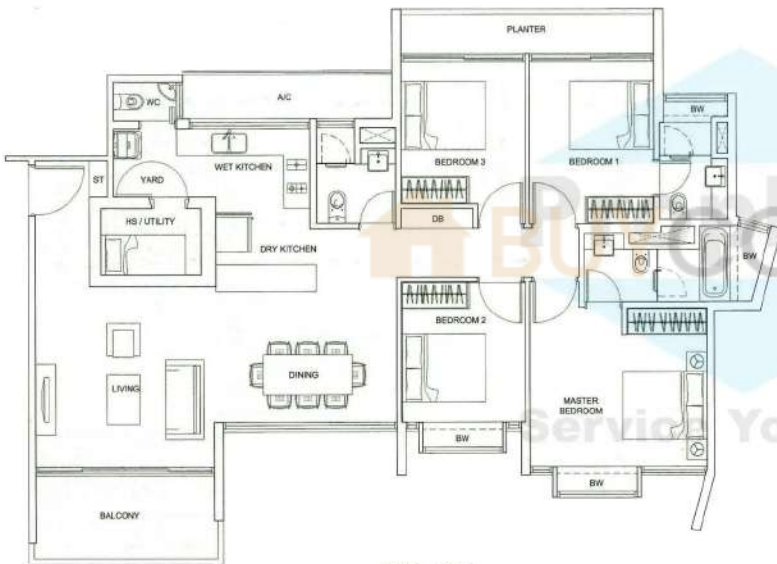 PLANTER
A/C
WC
BW
WET KITCHEN
BEDROOM 3
BEDROOM 1
ST
YARD
HS / UTILITY
DB
DRY KITCHEN
BW
BEDROOM 2
LIVING
DINING
MASTER
BEDROOM
BW
BW
BALCONY
BUY
Service Yo